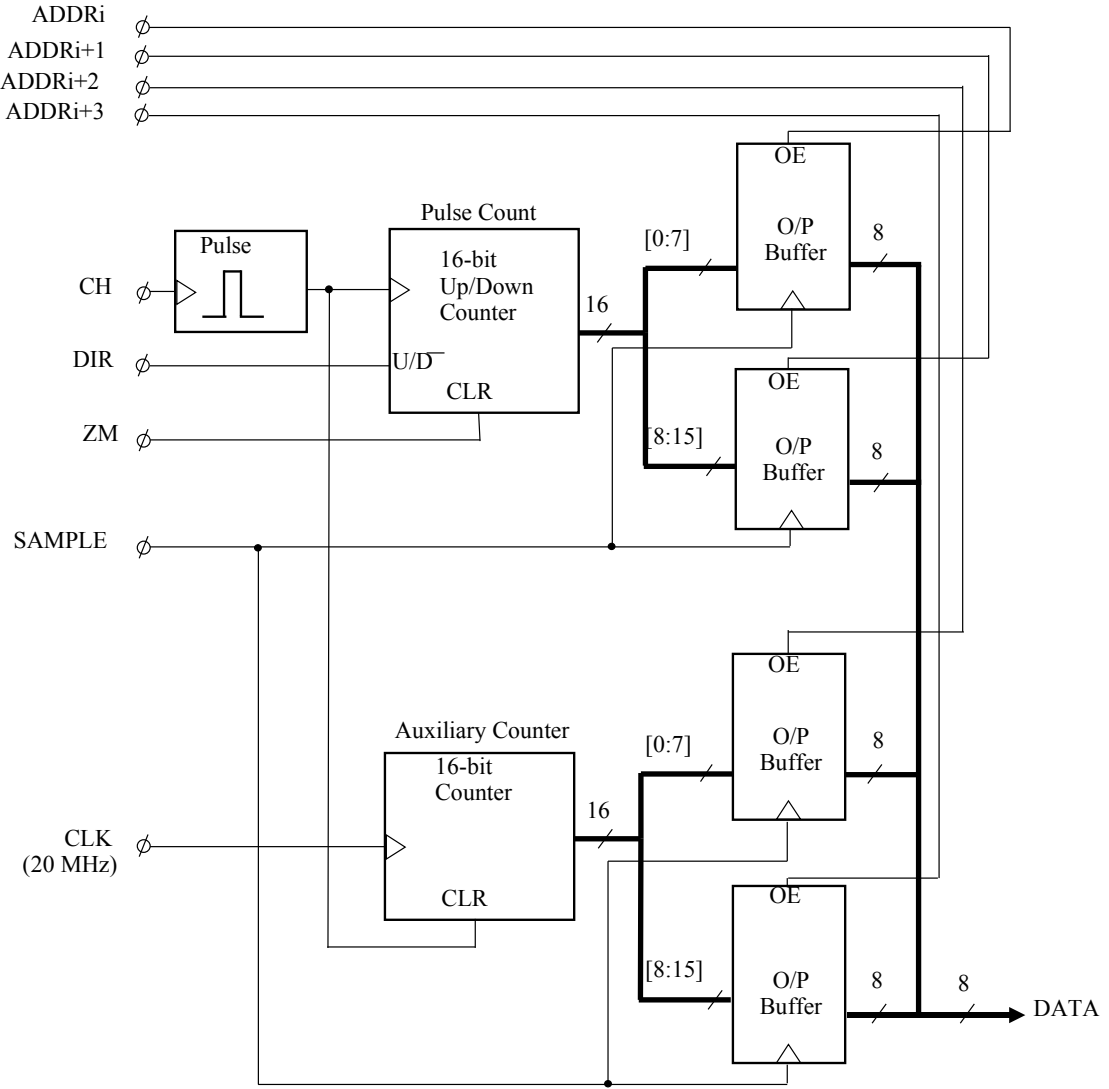 ADDRi
ADDRi+1
ADDRi+2
ADDRi+3
OE
O/P
Buffer
8
Pulse Count
[0:7]
Pulse
16-bit
Up/Down
Counter
CH
16
DIR
U/D̅
CLR
OE
ZM
[8:15]
O/P
Buffer
8
SAMPLE
OE
Auxiliary Counter
[0:7]
O/P
Buffer
8
16-bit
Counter
16
CLK
(20 MHz)
CLR
OE
[8:15]
O/P
Buffer
8
8
DATA